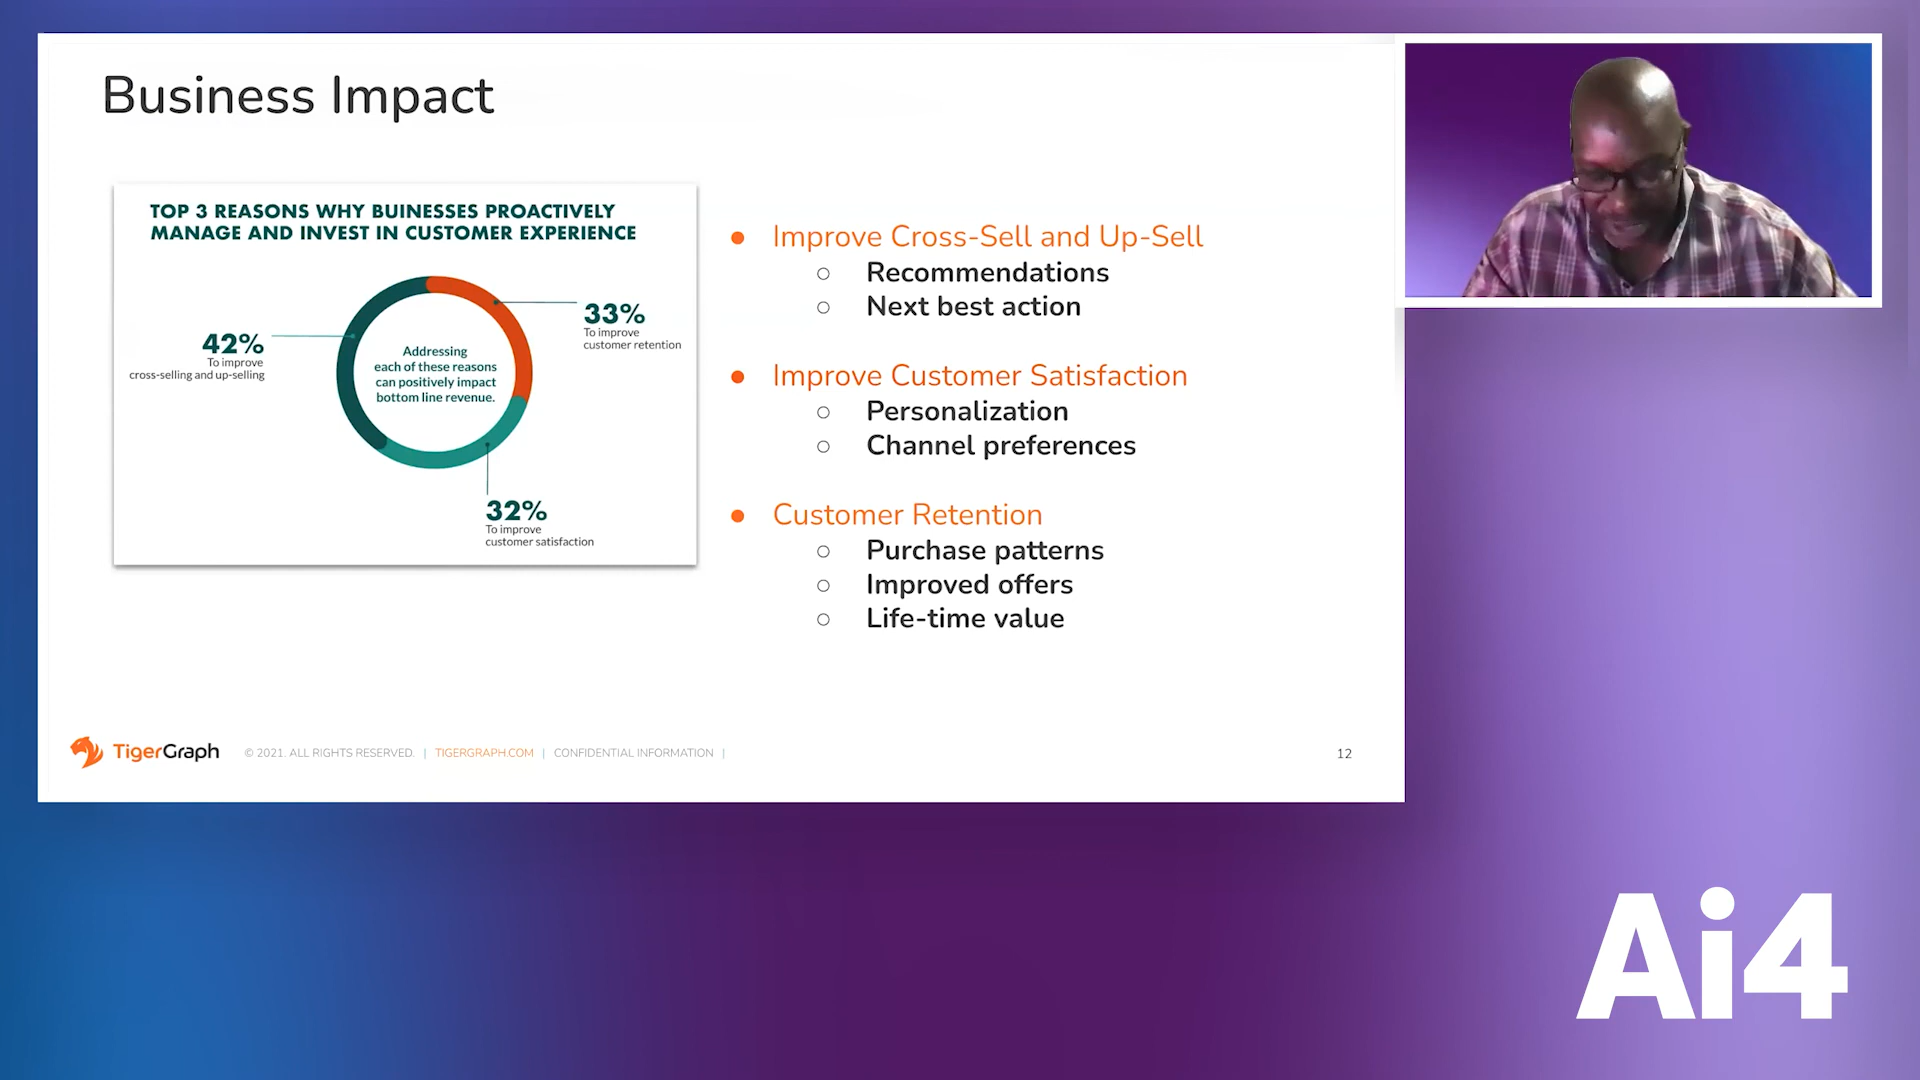 Business Impact
TOP 3 REASONS WHY BUINESSES PROACTIVELY
MANAGE AND INVEST IN CUSTOMER EXPERIENCE
42%
To improve
cross-selling and up-selling
Addressing
each of these reasons
can positively impact
bottom line revenue.
33%
To improve
customer retention
32%
To improve
customer satisfaction
● Improve Cross-Sell and Up-Sell
○ Recommendations
○ Next best action
● Improve Customer Satisfaction
○ Personalization
○ Channel preferences
● Customer Retention
○ Purchase patterns
○ Improved offers
○ Life-time value
TigerGraph
© 2021. ALL RIGHTS RESERVED. | TIGERGRAPH.COM | CONFIDENTIAL INFORMATION |
12
Ai4